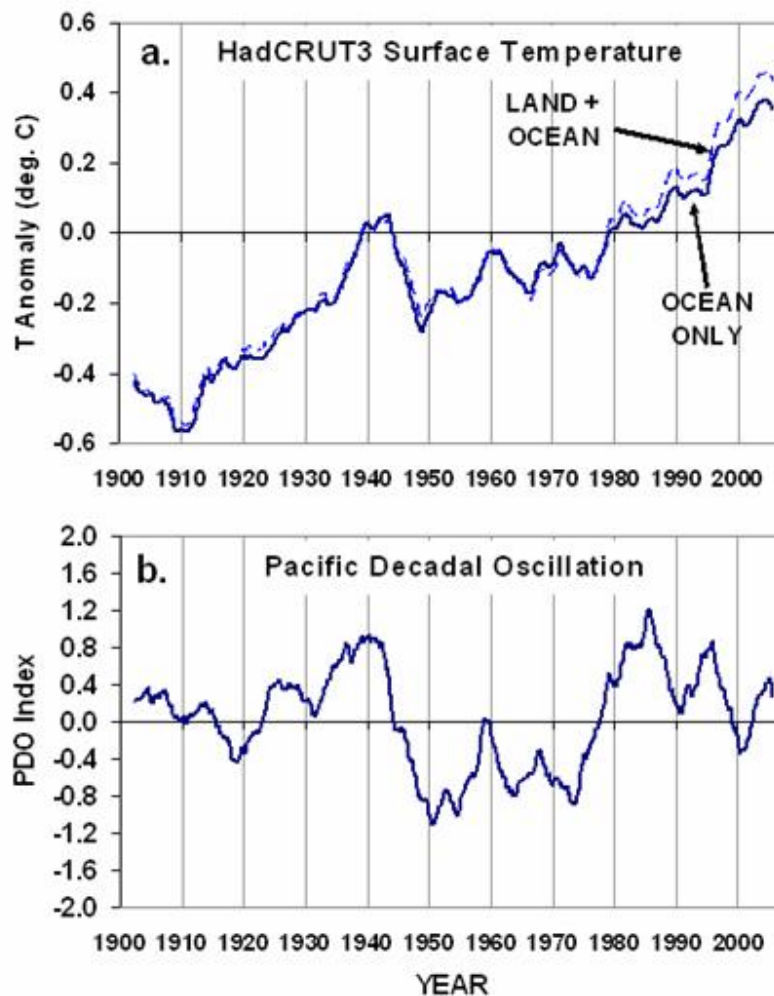 a. HadCRUT3 Surface Temperature
LAND +
OCEAN
OCEAN
ONLY
T Anomaly (deg. C)
0.6
0.4
0.2
0.0
-0.2
-0.4
-0.6
1900 1910 1920 1930 1940 1950 1960 1970 1980 1990 2000
b. Pacific Decadal Oscillation
PDO Index
2.0
1.6
1.2
0.8
0.4
0.0
-0.4
-0.8
-1.2
-1.6
-2.0
1900 1910 1920 1930 1940 1950 1960 1970 1980 1990 2000
YEAR